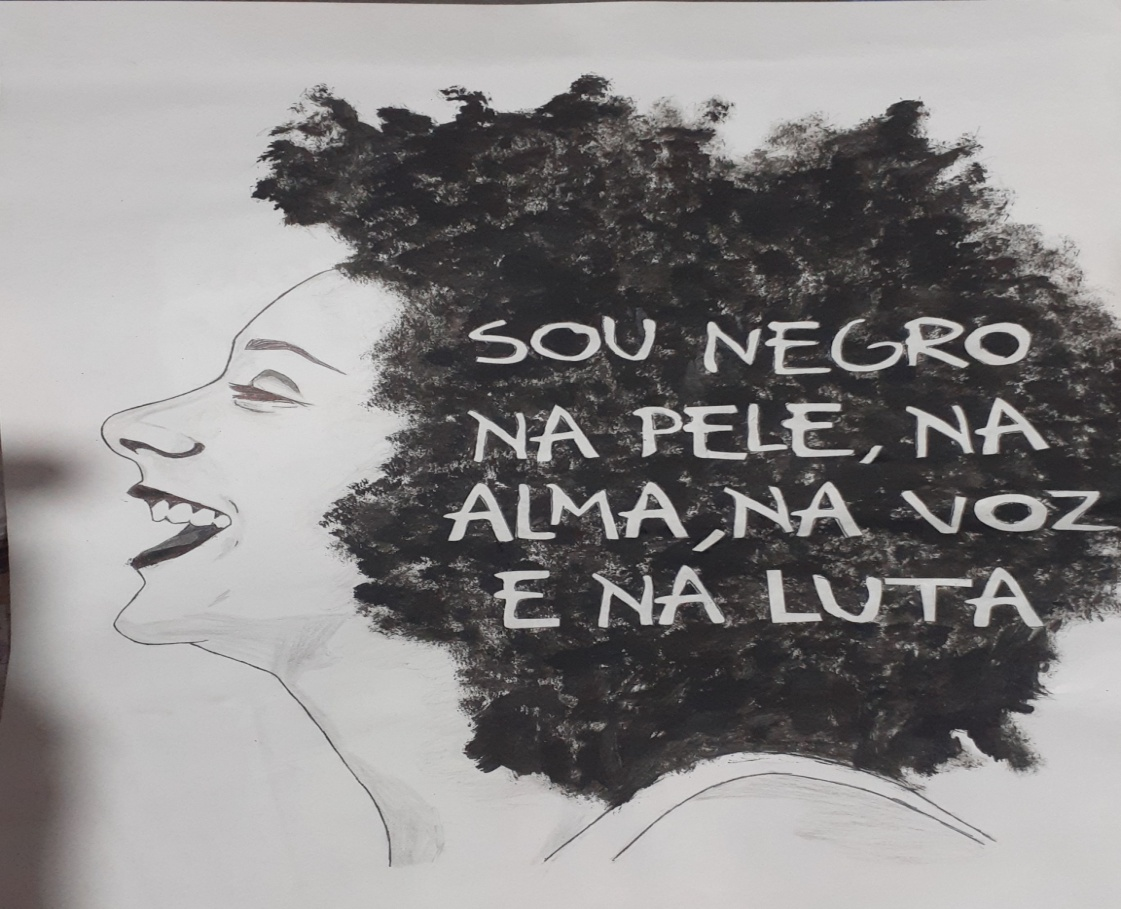 SOU NEGRO
NA PELE, NA
ALMA, NA VOZ
E NA LUTA